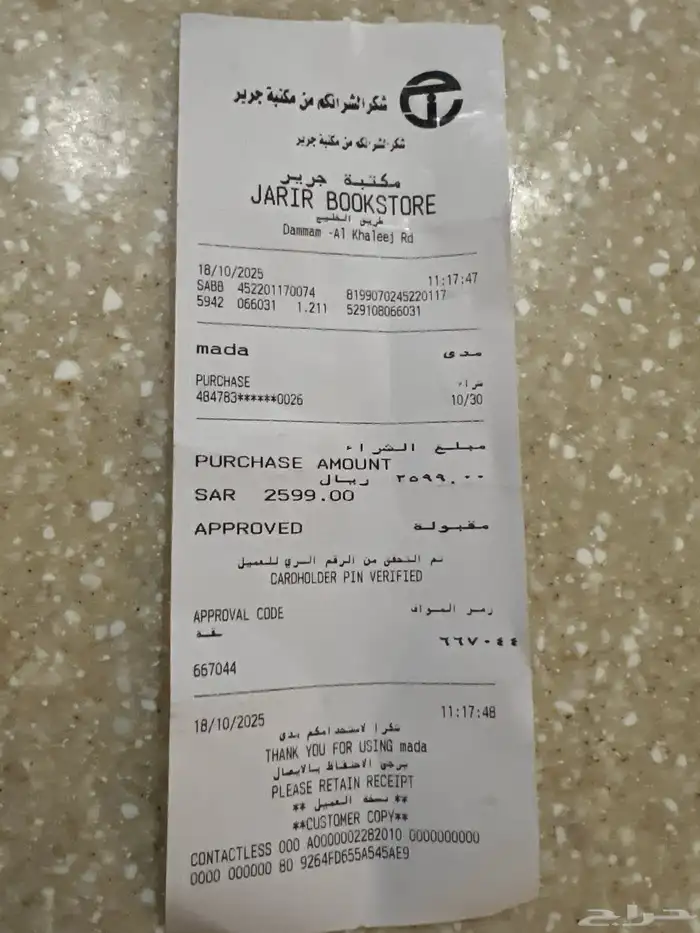 شكرا لشرائكم من مكتبة جرير
شكرا لشرائكم من مكتبة جرير
مكتبة جرير
JARIR BOOKSTORE
طريق الخليج
Dammam -Al Khaleej Rd
18/10/2025 11:17:47
SABB 452201170074 8199070245220117
5942 066031 1.211 529108066031
mada مدى
PURCHASE شراء
484783******0026 10/30
مبلغ الشراء
PURCHASE AMOUNT
٢٥٩٩.٠٠ ريال
SAR 2599.00
APPROVED مقبولة
تم التحقق من الرقم السري للعميل
CARDHOLDER PIN VERIFIED
APPROVAL CODE رمز المواف
قة
٦٦٧٠٤٤
667044
18/10/2025 11:17:48
شكرا لاستخدامكم مدى
THANK YOU FOR USING mada
يرجى الاحتفاظ بالايصال
PLEASE RETAIN RECEIPT
** نسخة العميل **
**CUSTOMER COPY**
CONTACTLESS 000 A0000002282010 0000000000
0000 000000 80 9264FD655A545AE9
حراج